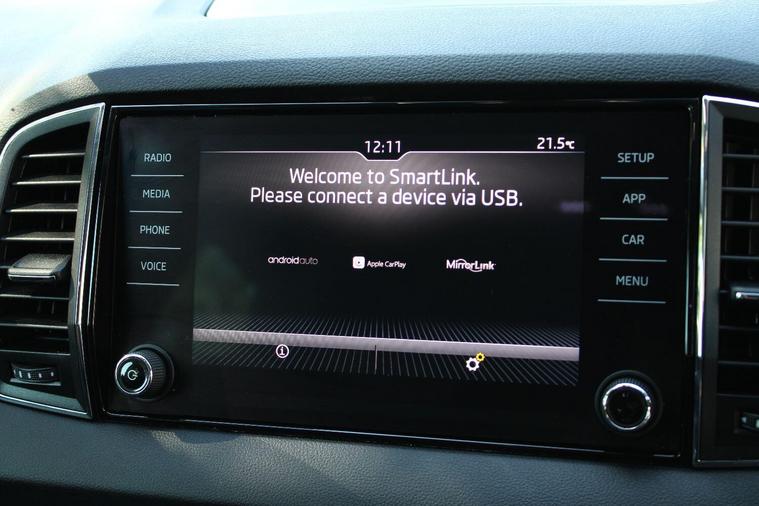 12:11
21.5°C
Welcome to SmartLink.
Please connect a device via USB.
androidauto
Apple CarPlay
MirrorLink
RADIO
MEDIA
PHONE
VOICE
SETUP
APP
CAR
MENU